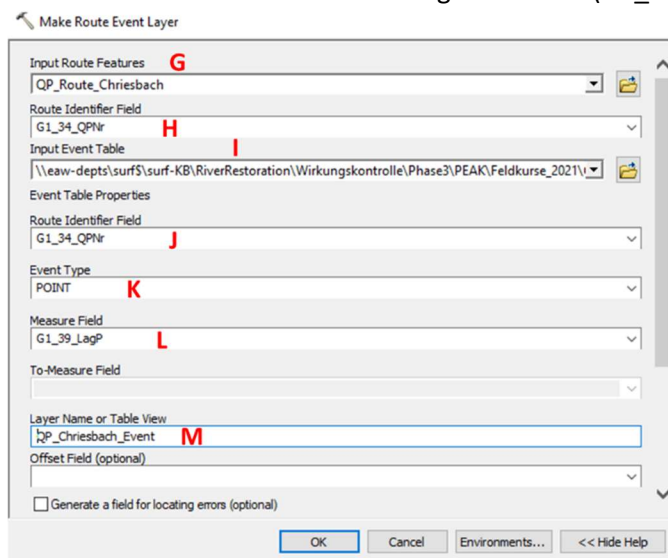 Make Route Event Layer
Input Route Features G
QP_Route_Chriesbach
Route Identifier Field
G1_34_QPNr H
Input Event Table I
\\eaw-depts\surf$\surf-KB\RiverRestoration\Wirkungskontrolle\Phase3\PEAK\Feldkurse_2021\
Event Table Properties
Route Identifier Field
G1_34_QPNr J
Event Type
POINT K
Measure Field
G1_39_LagP L
To-Measure Field
Layer Name or Table View
QP_Chriesbach_Event M
Offset Field (optional)
Generate a field for locating errors (optional)
OK Cancel Environments... << Hide Help